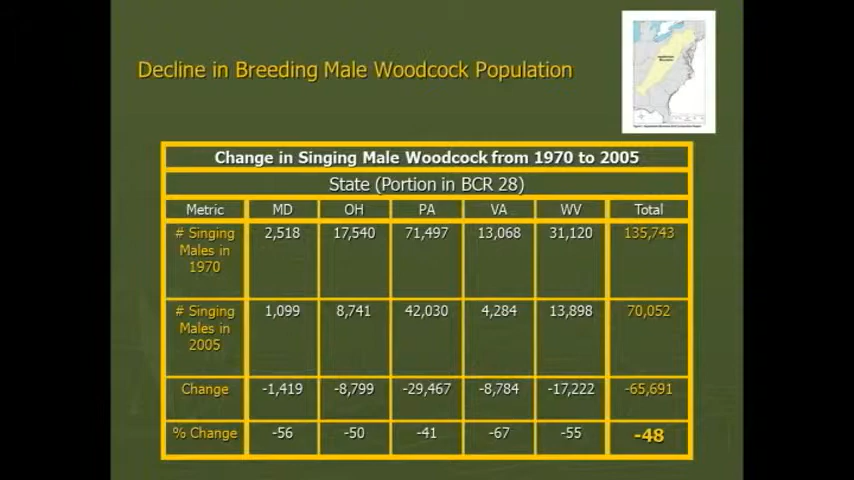 Decline in Breeding Male Woodcock Population
Change in Singing Male Woodcock from 1970 to 2005
State (Portion in BCR 28)
Metric MD OH PA VA WV Total
# Singing Males in 1970 2,518 17,540 71,497 13,068 31,120 135,743
# Singing Males in 2005 1,099 8,741 42,030 4,284 13,898 70,052
Change -1,419 -8,799 -29,467 -8,784 -17,222 -65,691
% Change -56 -50 -41 -67 -55 -48